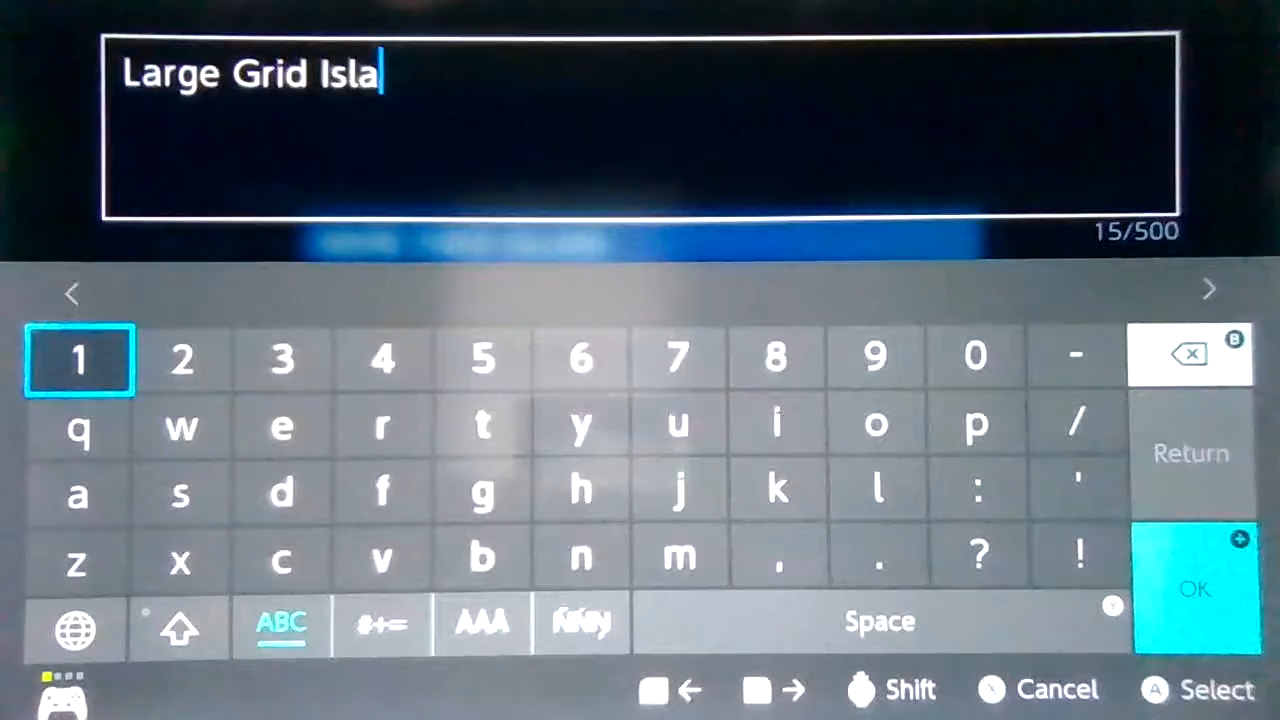 Large Grid Isla
15/500
1 2 3 4 5 6 7 8 9 0 - B
q w e r t y u i o p / Return
a s d f g h j k l : '
z x c v b n m , . ? ! OK
ABC #+= Space Y
Shift X Cancel A Select